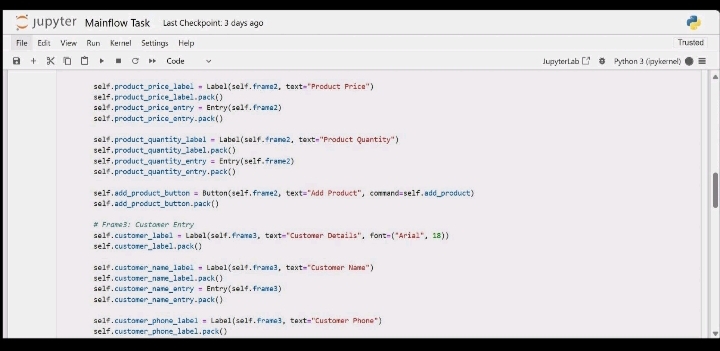 jupyter Mainflow Task Last Checkpoint: 3 days ago
File Edit View Run Kernel Settings Help Trusted
Code JupyterLab Python 3 (ipykernel)
self.product_price_label = Label(self.frame2, text="Product Price")
self.product_price_label.pack()
self.product_price_entry = Entry(self.frame2)
self.product_price_entry.pack()
self.product_quantity_label = Label(self.frame2, text="Product Quantity")
self.product_quantity_label.pack()
self.product_quantity_entry = Entry(self.frame2)
self.product_quantity_entry.pack()
self.add_product_button = Button(self.frame2, text="Add Product", command=self.add_product)
self.add_product_button.pack()
# Frame3: Customer Entry
self.customer_label = Label(self.frame3, text="Customer Details", font=("Arial", 18))
self.customer_label.pack()
self.customer_name_label = Label(self.frame3, text="Customer Name")
self.customer_name_label.pack()
self.customer_name_entry = Entry(self.frame3)
self.customer_name_entry.pack()
self.customer_phone_label = Label(self.frame3, text="Customer Phone")
self.customer_phone_label.pack()